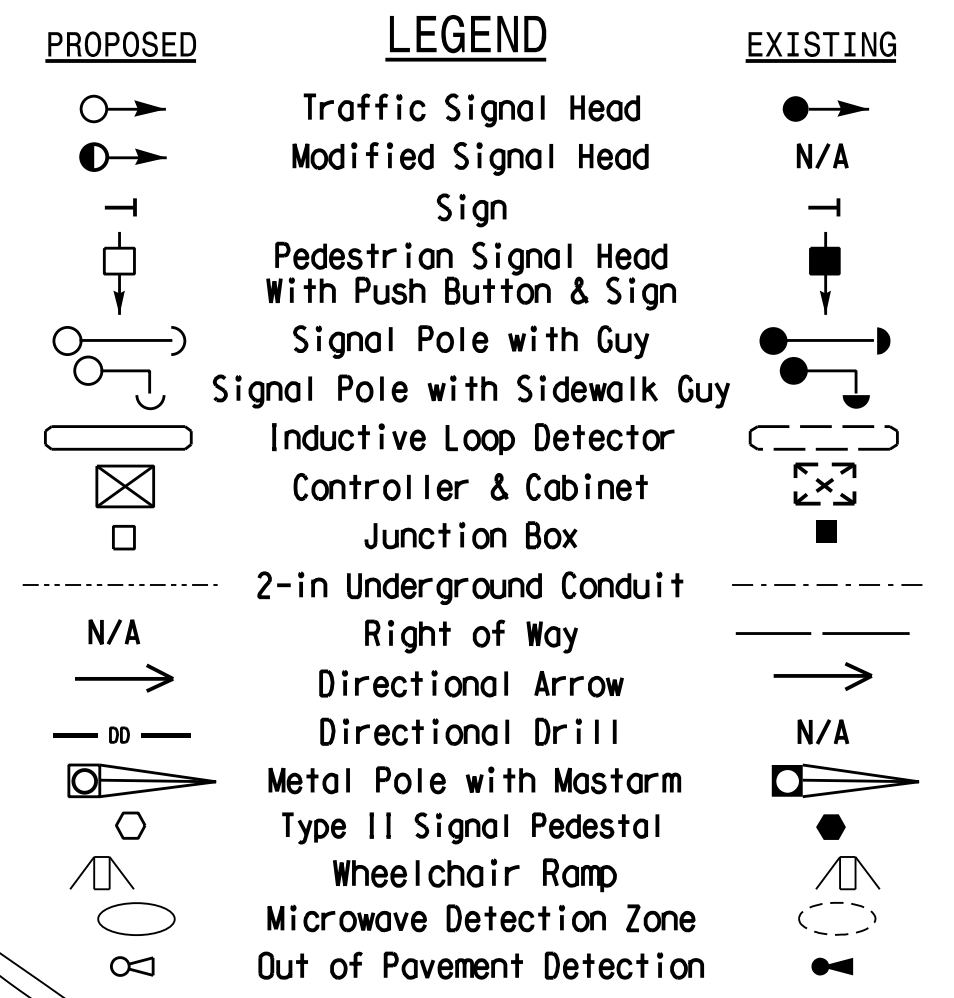 LEGEND
PROPOSED EXISTING
Traffic Signal Head
Modified Signal Head N/A
Sign
Pedestrian Signal Head
With Push Button & Sign
Signal Pole with Guy
Signal Pole with Sidewalk Guy
Inductive Loop Detector
Controller & Cabinet
Junction Box
2-in Underground Conduit
N/A Right of Way
Directional Arrow
DD Directional Drill N/A
Metal Pole with Mastarm
Type II Signal Pedestal
Wheelchair Ramp
Microwave Detection Zone
Out of Pavement Detection